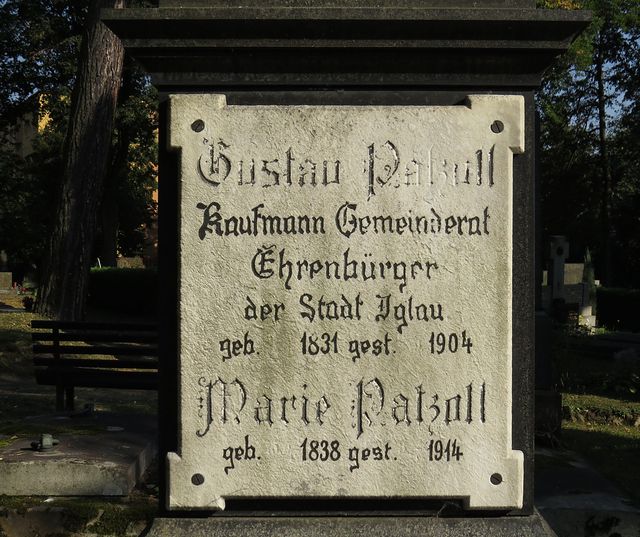 Gustav Patzoll
Kaufmann Gemeinderat
Ehrenbürger
der Stadt Iglau
geb. 1831 gest. 1904
Marie Patzoll
geb. 1838 gest. 1914